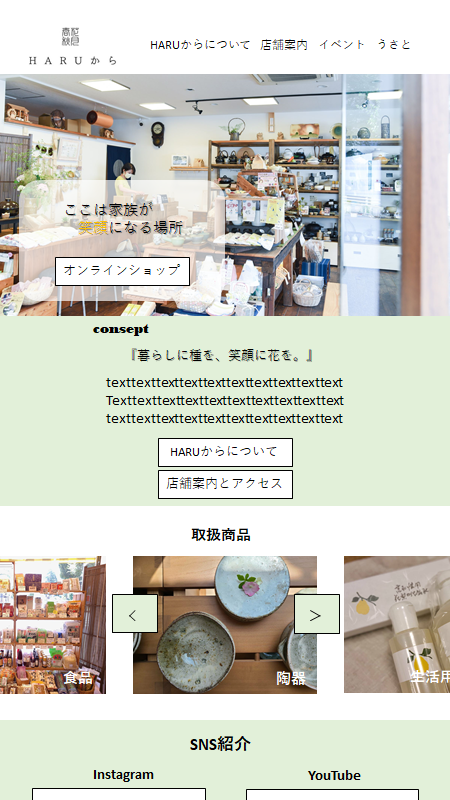 HARUから
HARUからについて 店舗案内 イベント うさと
ここは家族が
笑顔になる場所
オンラインショップ
consept
『暮らしに種を、笑顔に花を。』
texttexttexttexttexttexttexttexttexttext
Texttexttexttexttexttexttexttexttexttext
texttexttexttexttexttexttexttexttexttext
HARUからについて
店舗案内とアクセス
取扱商品
<
>
食品
陶器
生活用
SNS紹介
Instagram
YouTube